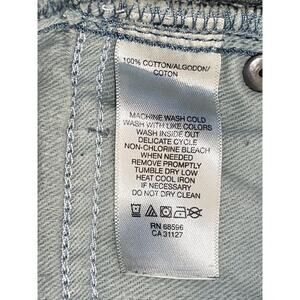 100% COTTON/ALGODON/
COTON
MACHINE WASH COLD
WASH WITH LIKE COLORS
WASH INSIDE OUT
DELICATE CYCLE
NON-CHLORINE BLEACH
WHEN NEEDED
REMOVE PROMPTLY
TUMBLE DRY LOW
HEAT COOL IRON
IF NECESSARY
DO NOT DRY CLEAN
RN 68596
CA 31127